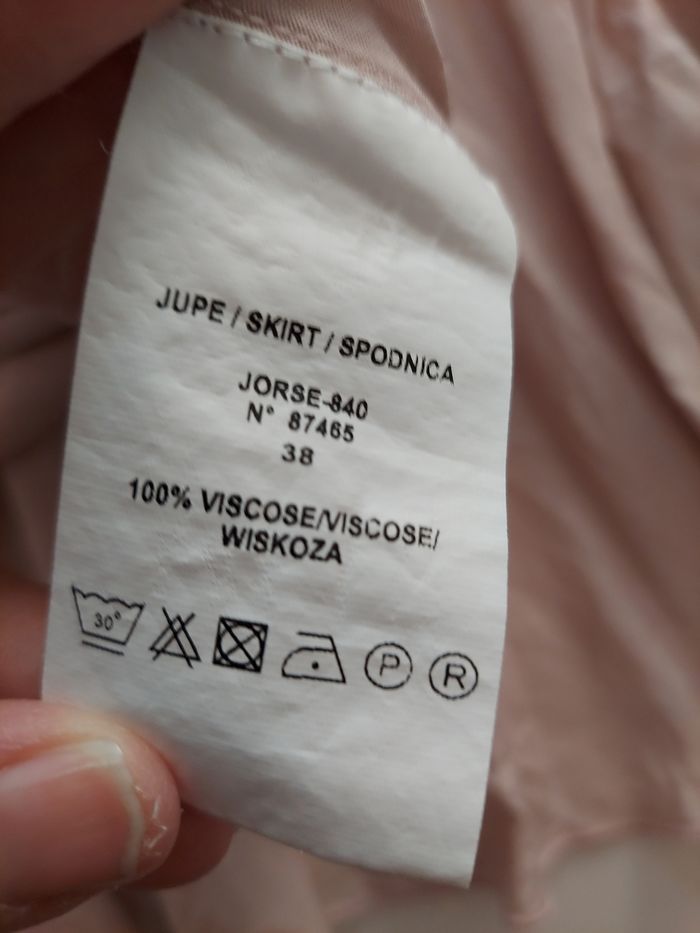 JUPE / SKIRT / SPODNICA
JORSE-840
N° 87465
38
100% VISCOSE/VISCOSE/
WISKOZA
30°
P
R